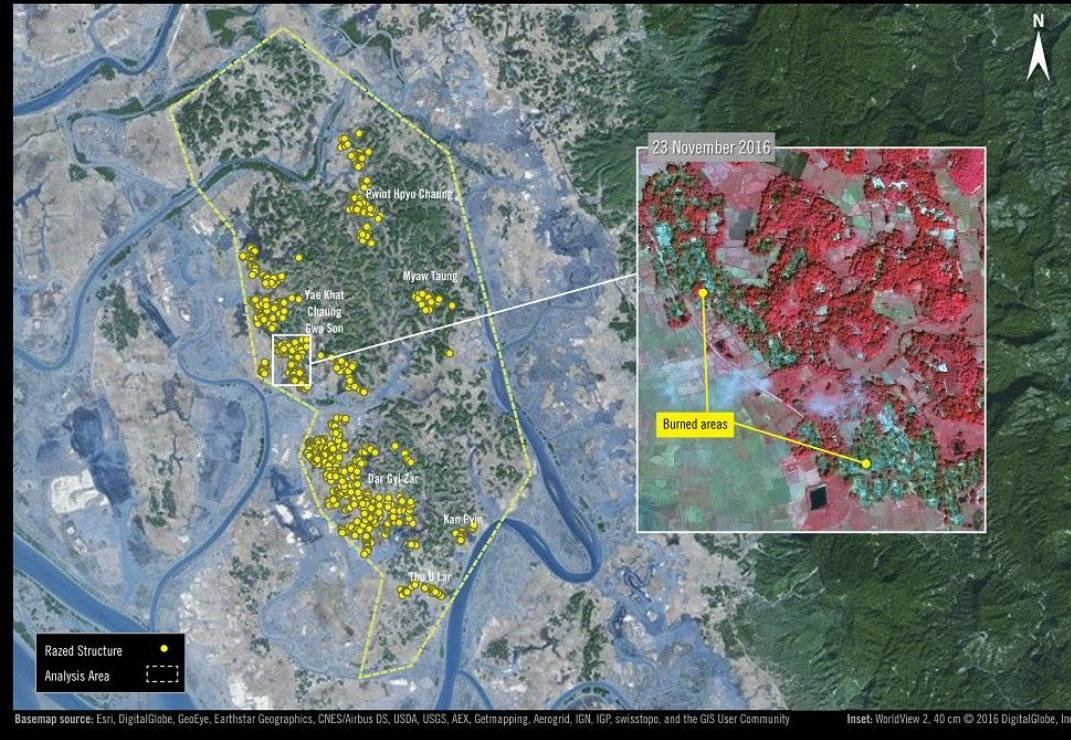 N
23 November 2016
Pwint Hpyu Chaung
Myaw Taung
Yae Khat
Chaung
Gwa Son
Burned areas
Dar Gyi Zar
Kan Pyin
Thu U Lar
Razed Structure
Analysis Area
Basemap source: Esri, DigitalGlobe, GeoEye, Earthstar Geographics, CNES/Airbus DS, USDA, USGS, AEX, Getmapping, Aerogrid, IGN, IGP, swisstopo, and the GIS User Community
Inset: WorldView 2, 40 cm © 2016 DigitalGlobe, Inc